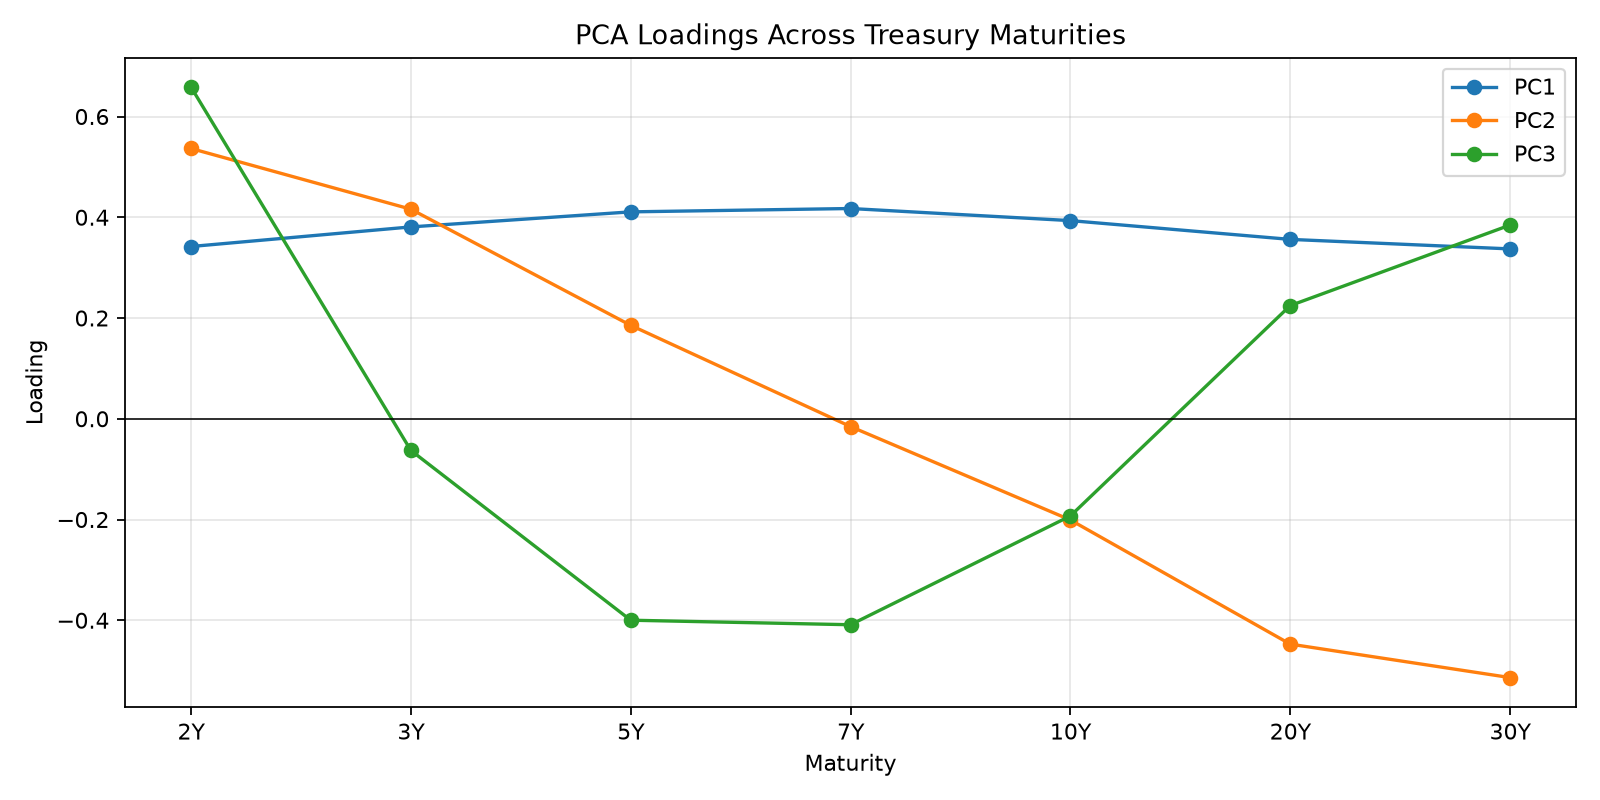 PCA Loadings Across Treasury Maturities
PC1
PC2
PC3
0.6
0.4
0.2
0.0
−0.2
−0.4
Loading
2Y 3Y 5Y 7Y 10Y 20Y 30Y
Maturity